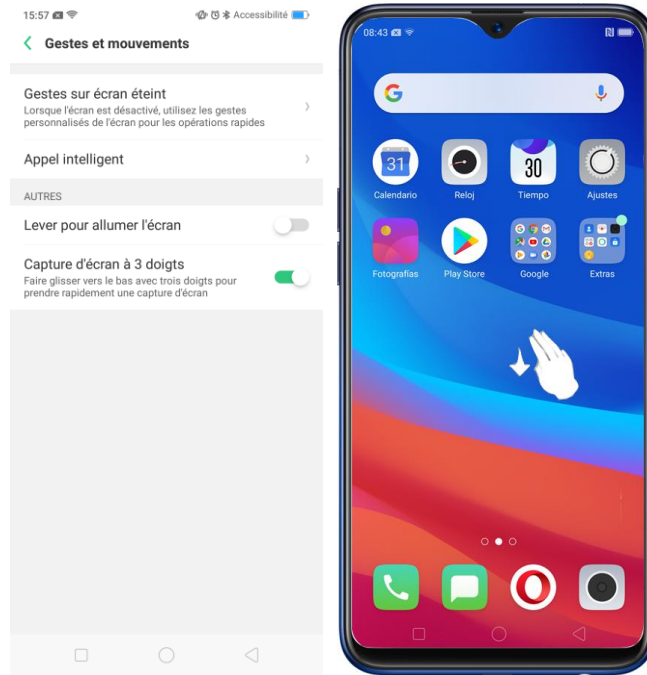 15:57
Accessibilité
Gestes et mouvements
Gestes sur écran éteint
Lorsque l'écran est désactivé, utilisez les gestes
personnalisés de l'écran pour les opérations rapides
Appel intelligent
AUTRES
Lever pour allumer l'écran
Capture d'écran à 3 doigts
Faire glisser vers le bas avec trois doigts pour
prendre rapidement une capture d'écran
08:43
31
30
Calendario
Reloj
Tiempo
Ajustes
Fotografías
Play Store
Google
Extras